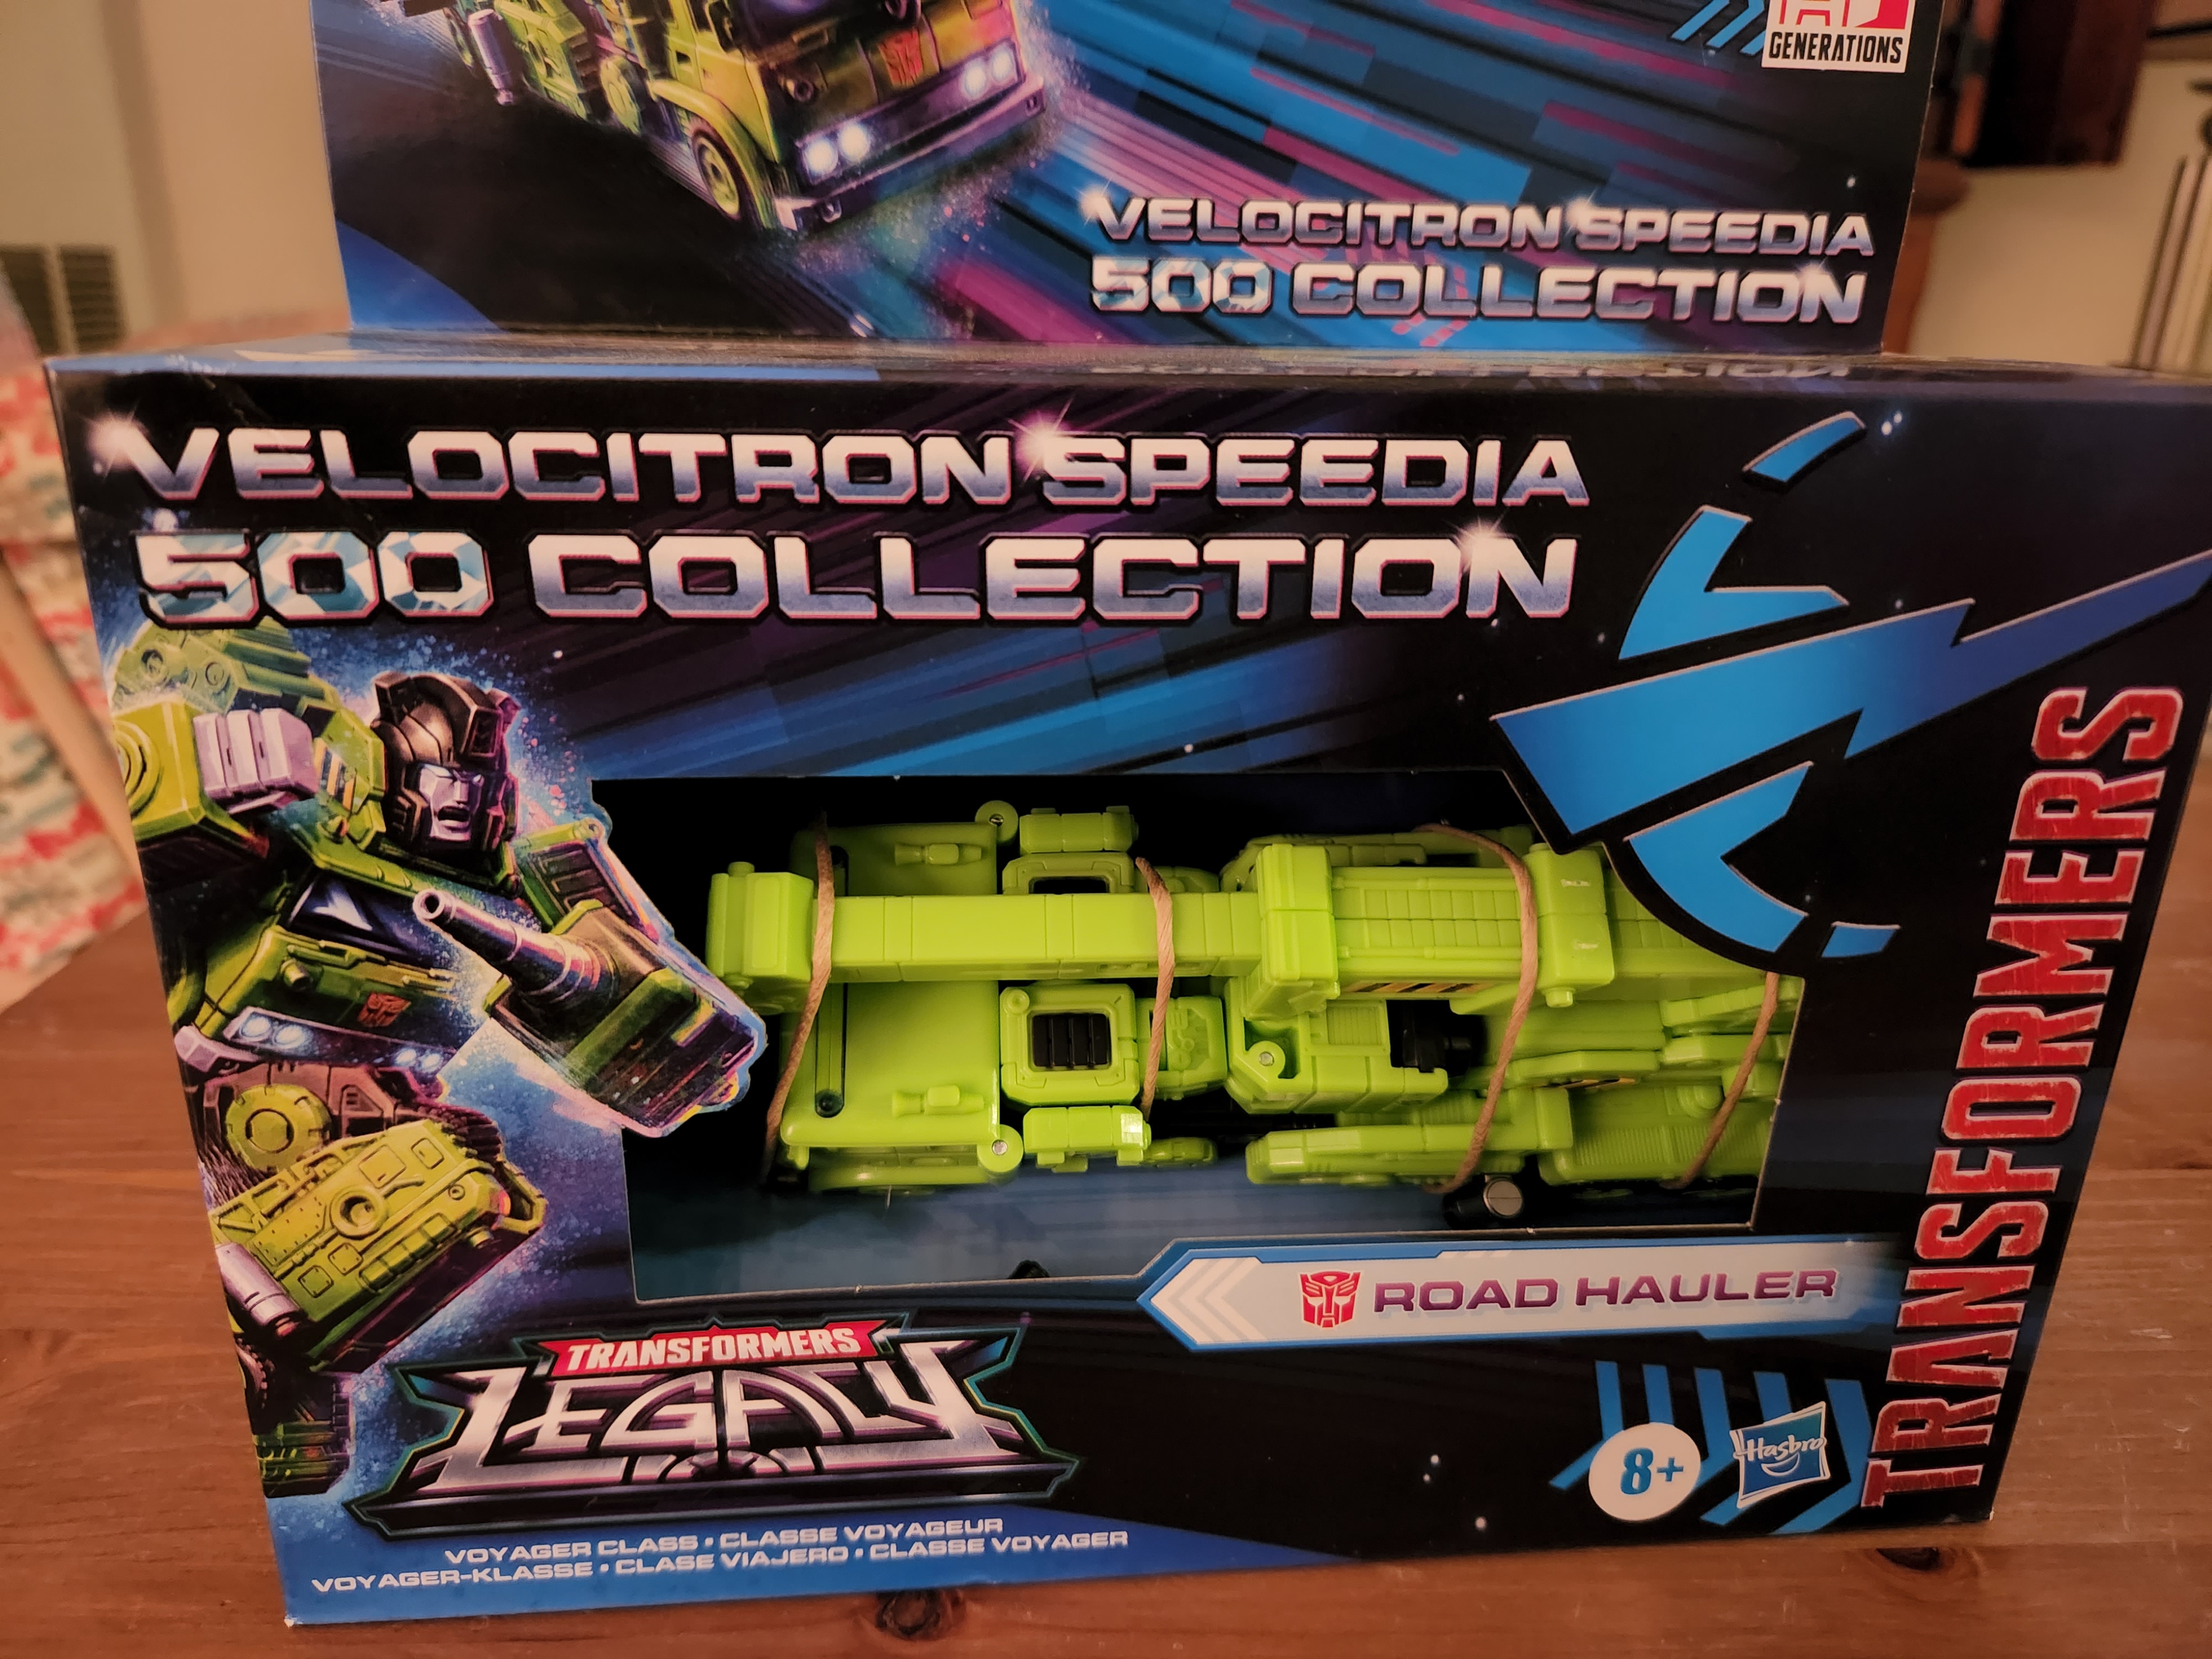 GENERATIONS
VELOCITRON SPEEDIA
500 COLLECTION
VELOCITRON SPEEDIA
500 COLLECTION
TRANSFORMERS
ROAD HAULER
TRANSFORMERS
LEGACY
8+
Hasbro
VOYAGER CLASS • CLASSE VOYAGEUR
VOYAGER-KLASSE • CLASE VIAJERO • CLASSE VOYAGER